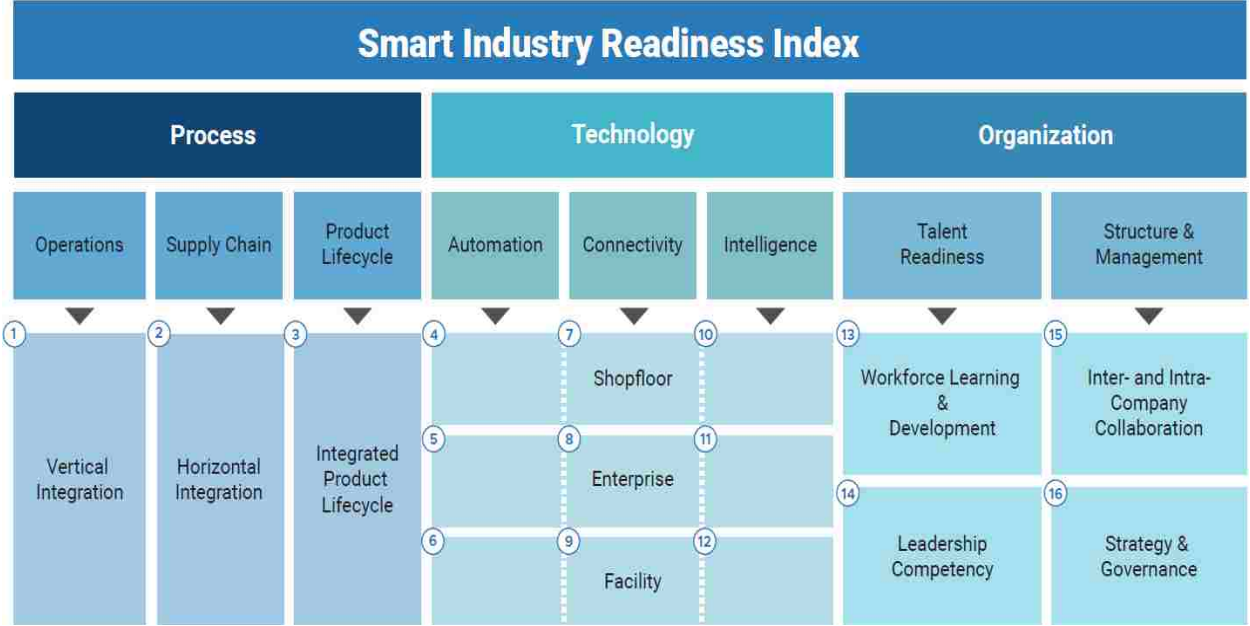 Smart Industry Readiness Index
Process
Technology
Organization
Operations
Supply Chain
Product
Lifecycle
Automation
Connectivity
Intelligence
Talent
Readiness
Structure &
Management
1
Vertical
Integration
2
Horizontal
Integration
3
Integrated
Product
Lifecycle
4
7
10
Shopfloor
5
8
11
Enterprise
6
9
12
Facility
13
Workforce Learning
&
Development
14
Leadership
Competency
15
Inter- and Intra-
Company
Collaboration
16
Strategy &
Governance